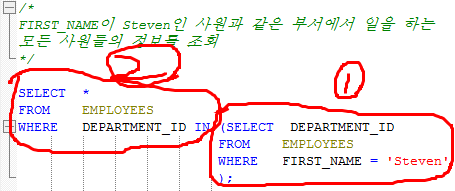 /*
FIRST_NAME이 Steven인 사원과 같은 부서에서 일을 하는
모든 사원들의 정보를 조회
*/
2
1
SELECT *
FROM EMPLOYEES
WHERE DEPARTMENT_ID IN (SELECT DEPARTMENT_ID
FROM EMPLOYEES
WHERE FIRST_NAME = 'Steven'
);